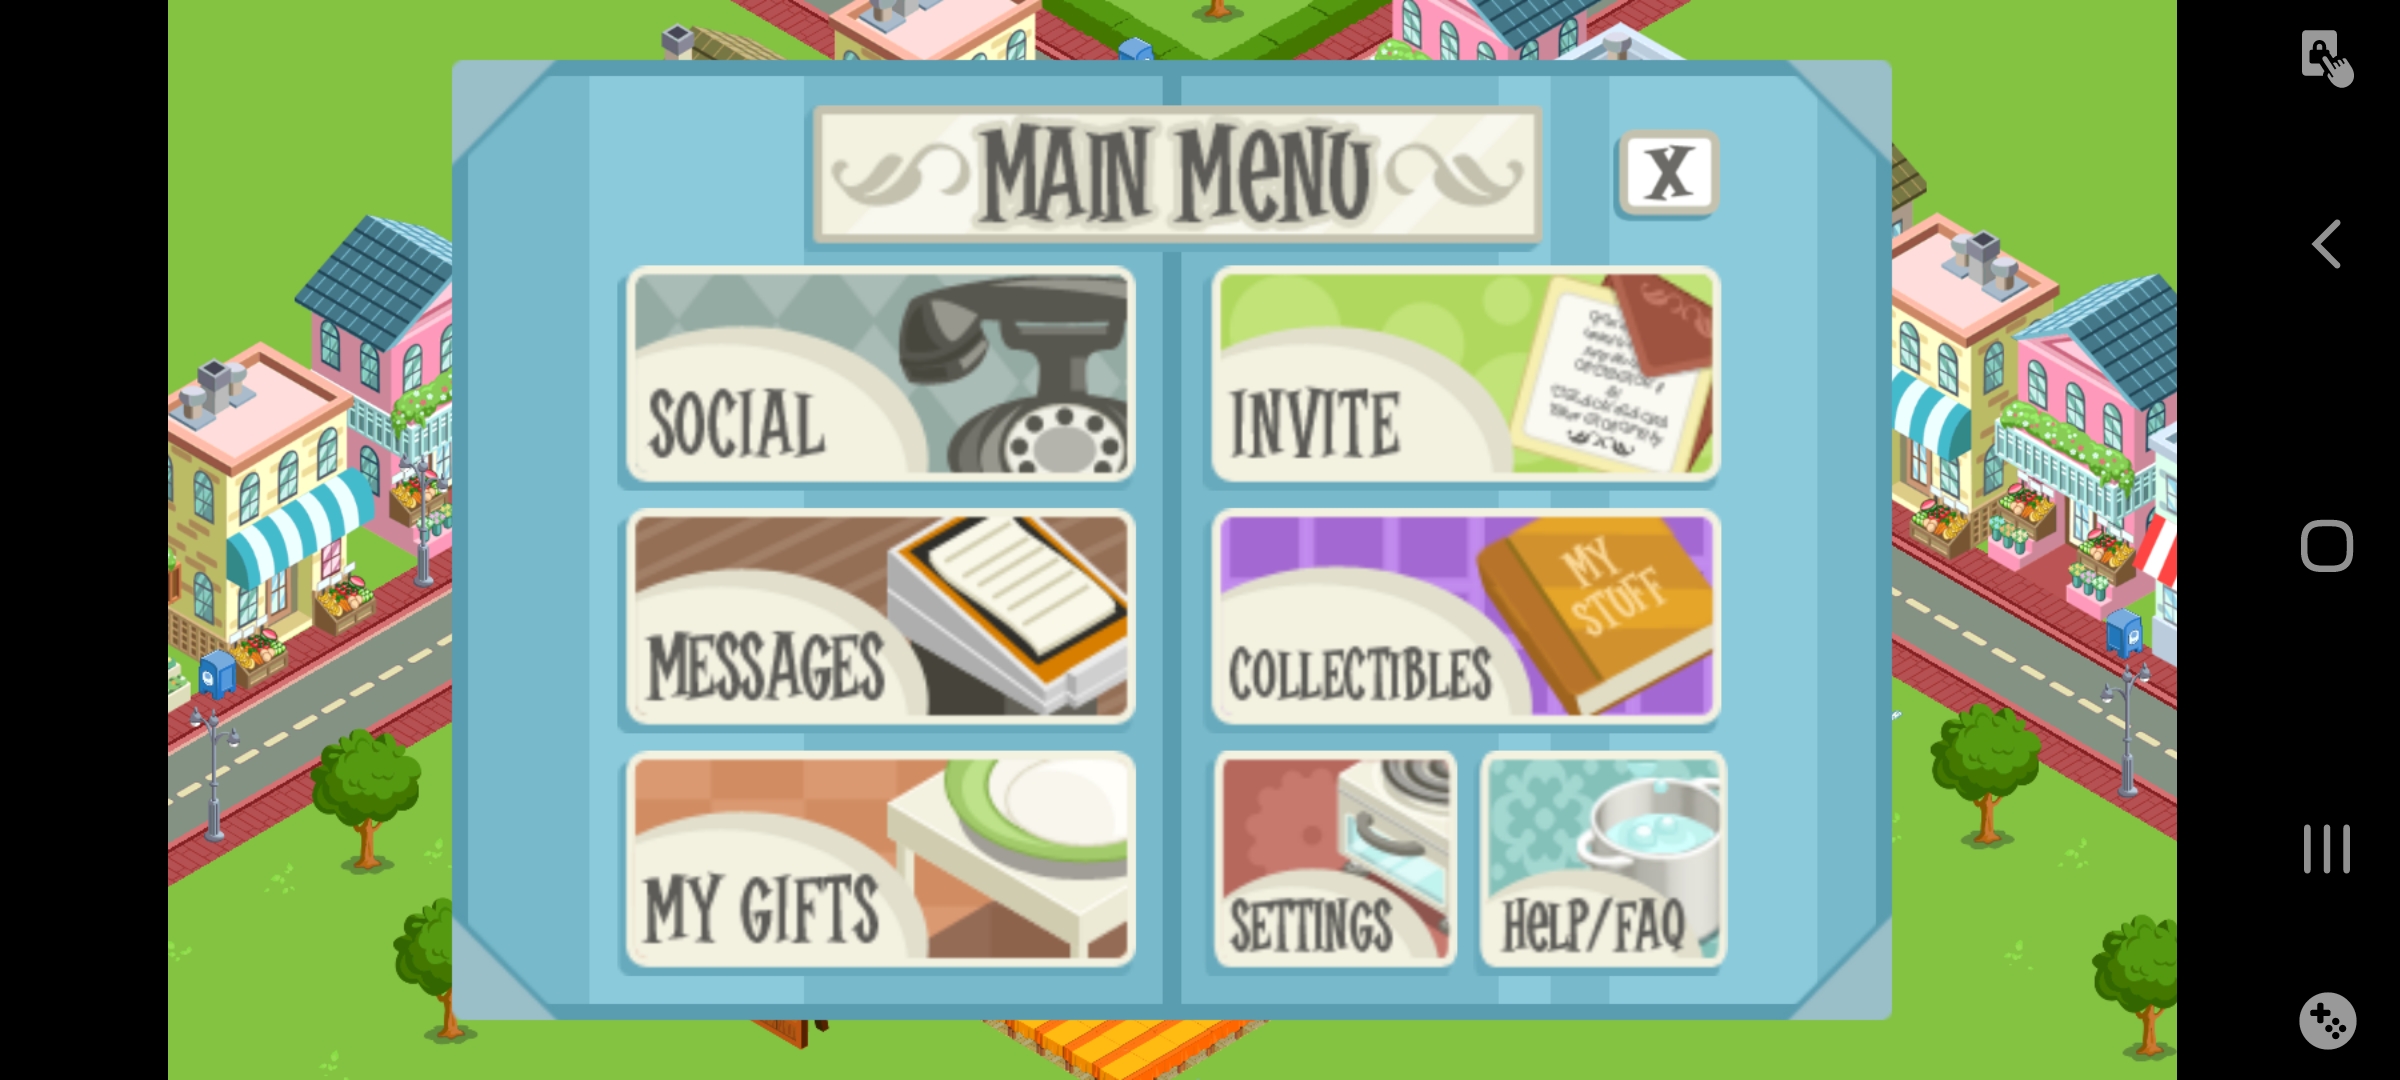 MAIN MENU
X
SOCIAL
INVITE
MESSAGES
MY
STUFF
COLLECTIBLES
MY GIFTS
SETTINGS
HELP/FAQ